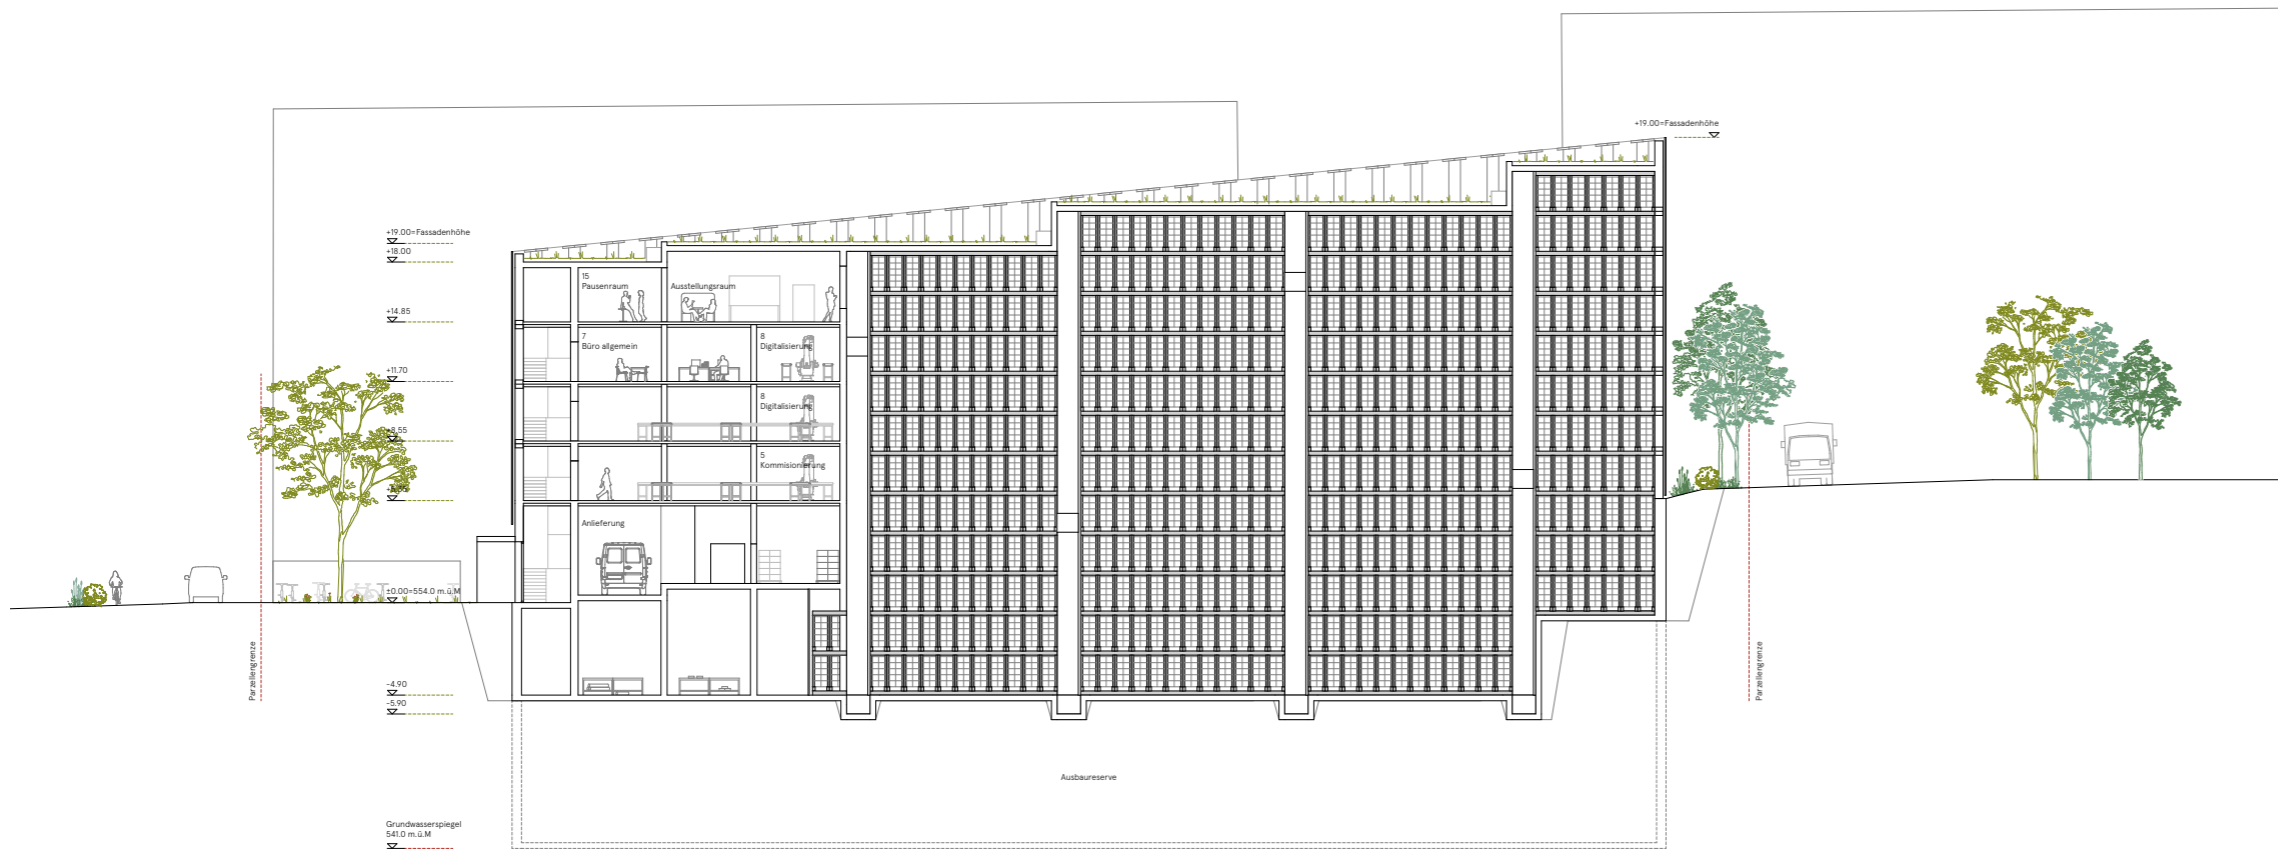 +19.00=Fassadenhöhe
+19.00=Fassadenhöhe
+18.00
15
Pausenraum
Ausstellungsraum
+14.85
7
Büro allgemein
8
Digitalisierung
+11.70
8
Digitalisierung
+8.55
5
Kommisionierung
Anlieferung
±0.00=554.0 m.ü.M
Parzellengrenze
Parzellengrenze
-4.90
-5.90
Ausbaureserve
Grundwasserspiegel
541.0 m.ü.M